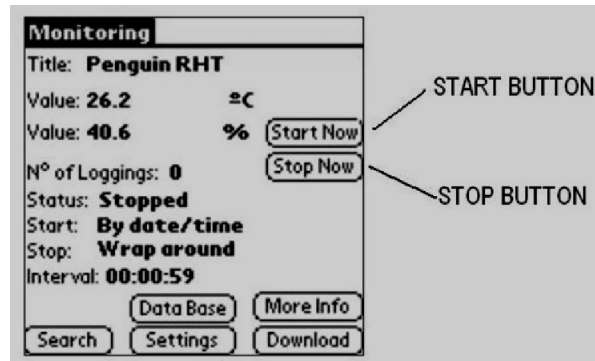 Monitoring
Title: Penguin RHT
Value: 26.2 ºC
Value: 40.6 % Start Now
Nº of Loggings: 0 Stop Now
Status: Stopped
Start: By date/time
Stop: Wrap around
Interval: 00:00:59
Data Base More Info
Search Settings Download
START BUTTON
STOP BUTTON